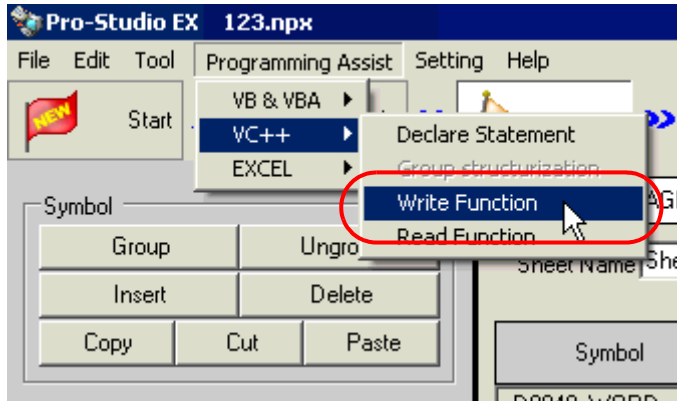 Pro-Studio EX 123.npx
File Edit Tool Programming Assist Setting Help
NEW Start
VB & VBA
VC++
EXCEL
Declare Statement
Group structurization
Write Function
Read Function
Symbol
Group
Insert Delete
Copy Cut Paste
Sheet Name
Symbol